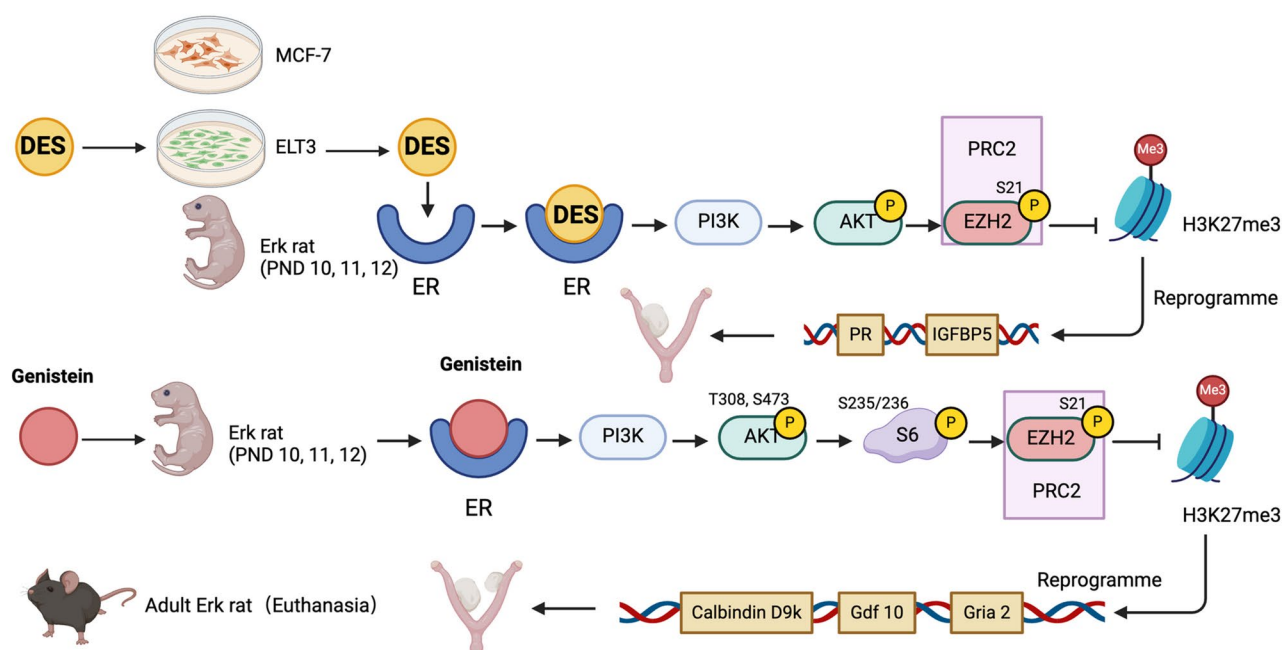 MCF-7
DES
ELT3
DES
Erk rat
(PND 10, 11, 12)
ER
DES
ER
PI3K
AKT
P
PRC2
S21
EZH2
P
Me3
H3K27me3
Reprogramme
PR
IGFBP5
Genistein
Erk rat
(PND 10, 11, 12)
Genistein
ER
PI3K
T308, S473
AKT
P
S235/236
S6
P
S21
EZH2
P
PRC2
Me3
H3K27me3
Reprogramme
Calbindin D9k
Gdf 10
Gria 2
Adult Erk rat（Euthanasia）